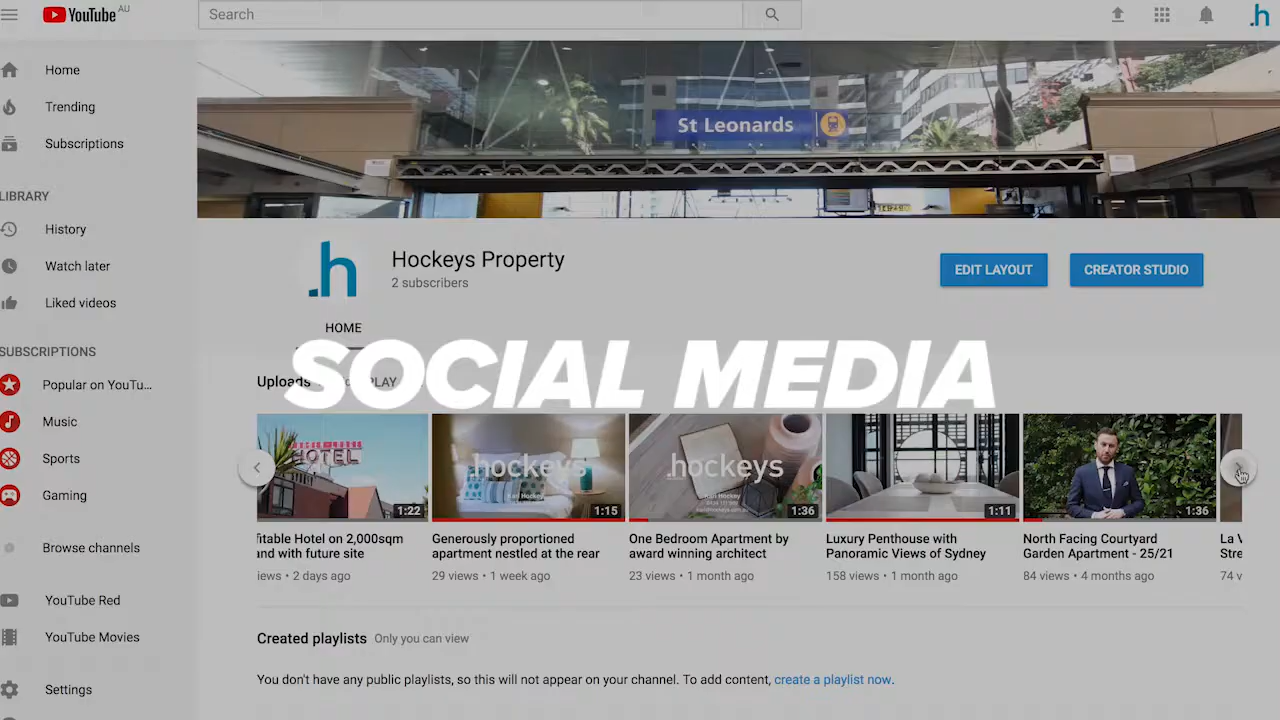 YouTube AU
Search
.h
Home
Trending
Subscriptions
LIBRARY
History
Watch later
Liked videos
SUBSCRIPTIONS
Popular on YouTu...
Music
Sports
Gaming
Browse channels
YouTube Red
YouTube Movies
Settings
St Leonards
.h
Hockeys Property
2 subscribers
EDIT LAYOUT
CREATOR STUDIO
HOME
SOCIAL MEDIA
Uploads PLAY
HOTEL
1:22
.hockeys
1:15
.hockeys
Kari Hockey
1:36
1:11
1:36
fitable Hotel on 2,000sqm
and with future site
iews • 2 days ago
Generously proportioned
apartment nestled at the rear
29 views • 1 week ago
One Bedroom Apartment by
award winning architect
23 views • 1 month ago
Luxury Penthouse with
Panoramic Views of Sydney
158 views • 1 month ago
North Facing Courtyard
Garden Apartment - 25/21
84 views • 4 months ago
La V
Stre
74 v
Created playlists Only you can view
You don't have any public playlists, so this will not appear on your channel. To add content, create a playlist now.